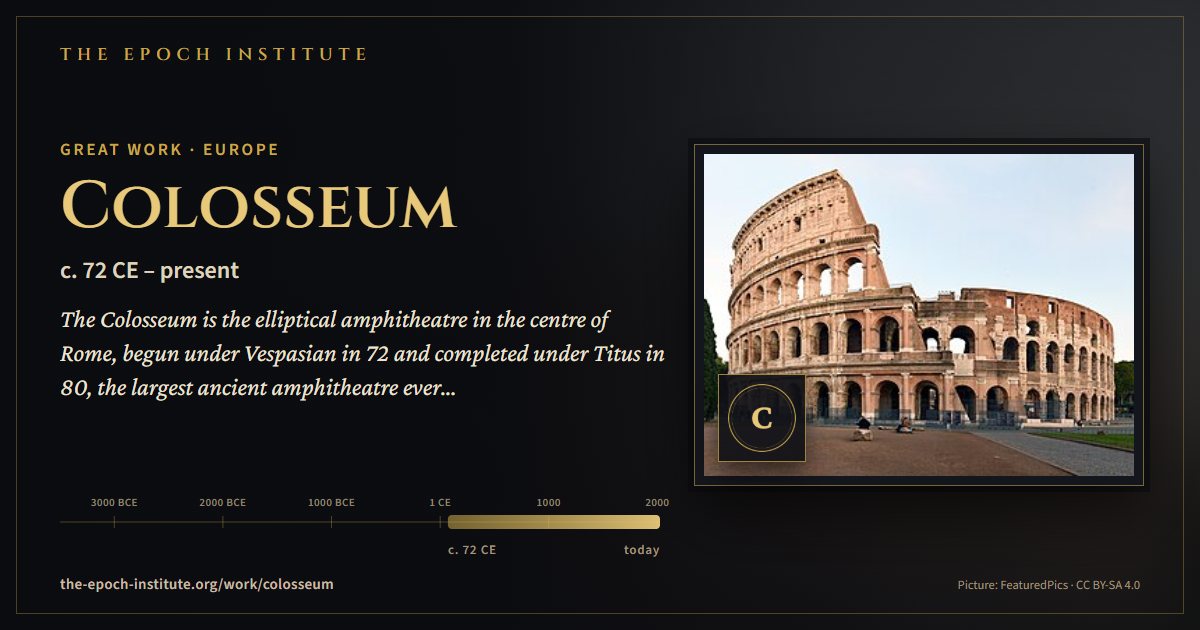 THE EPOCH INSTITUTE
GREAT WORK · EUROPE
COLOSSEUM
c. 72 CE – present
The Colosseum is the elliptical amphitheatre in the centre of
Rome, begun under Vespasian in 72 and completed under Titus in
80, the largest ancient amphitheatre ever...
C
3000 BCE 2000 BCE 1000 BCE 1 CE 1000 2000
c. 72 CE today
the-epoch-institute.org/work/colosseum
Picture: FeaturedPics · CC BY-SA 4.0